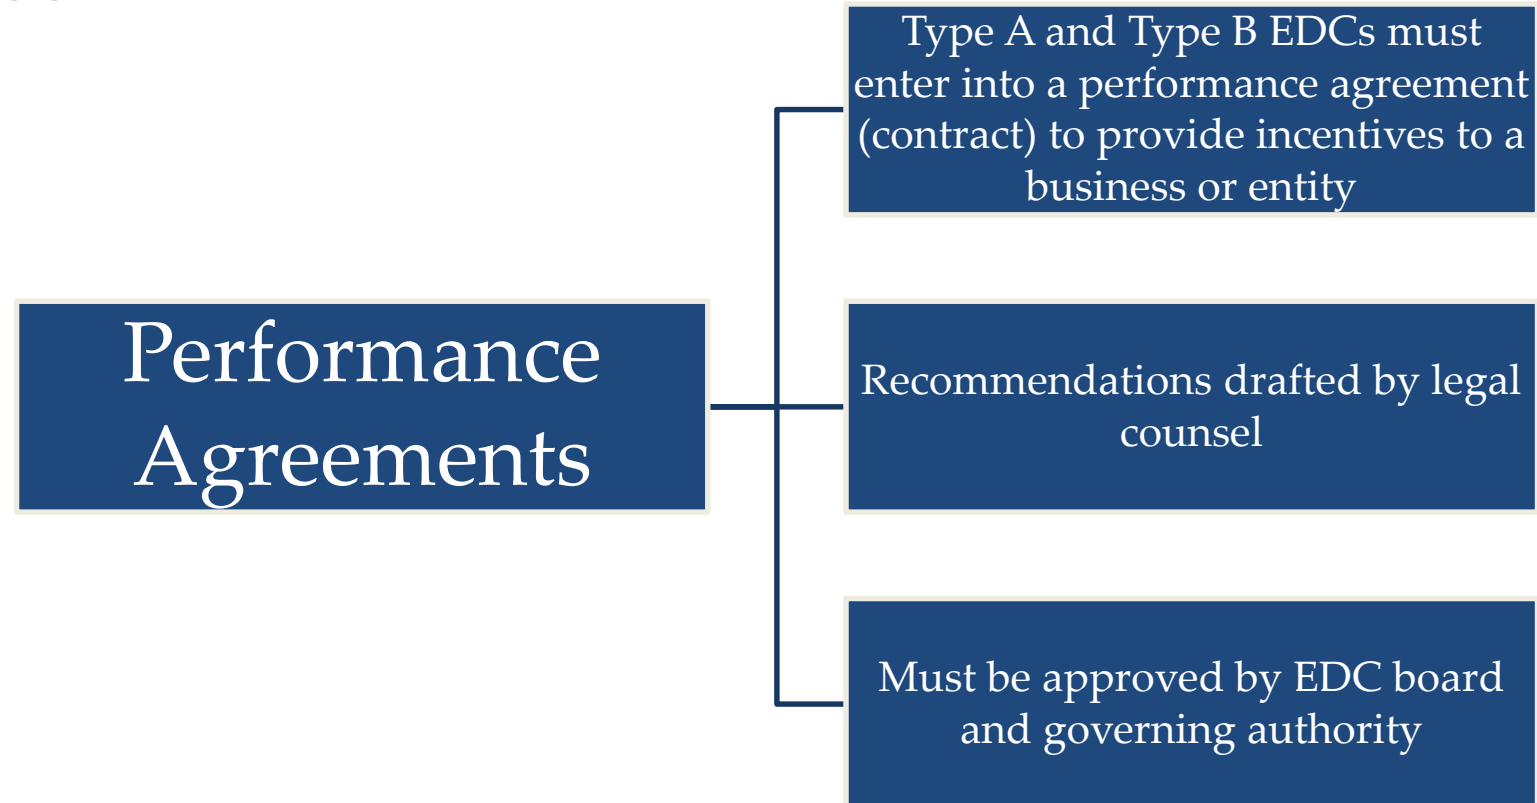 Performance
Agreements
Type A and Type B EDCs must
enter into a performance agreement
(contract) to provide incentives to a
business or entity
Recommendations drafted by legal
counsel
Must be approved by EDC board
and governing authority